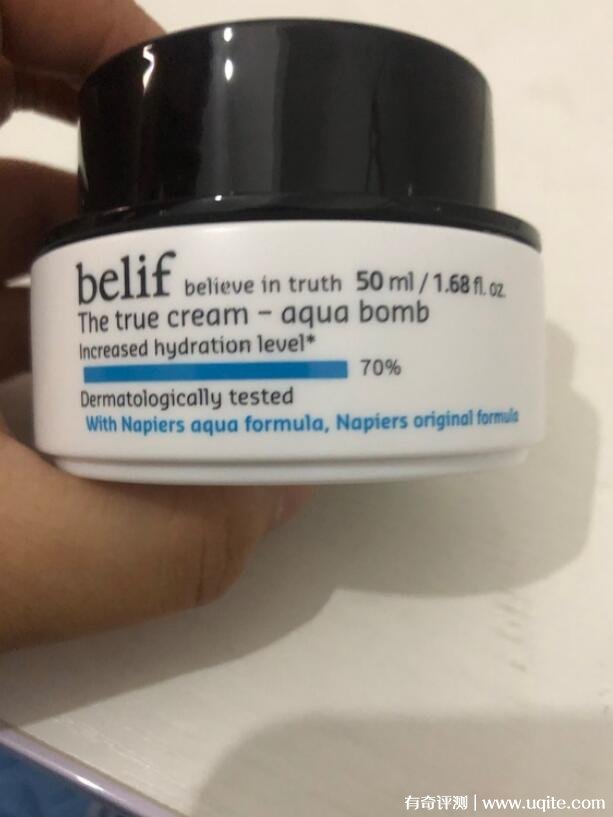 belif believe in truth 50 ml / 1.68 fl. oz.
The true cream – aqua bomb
Increased hydration level*
70%
Dermatologically tested
With Napiers aqua formula, Napiers original formula
有奇评测 | www.uqite.com